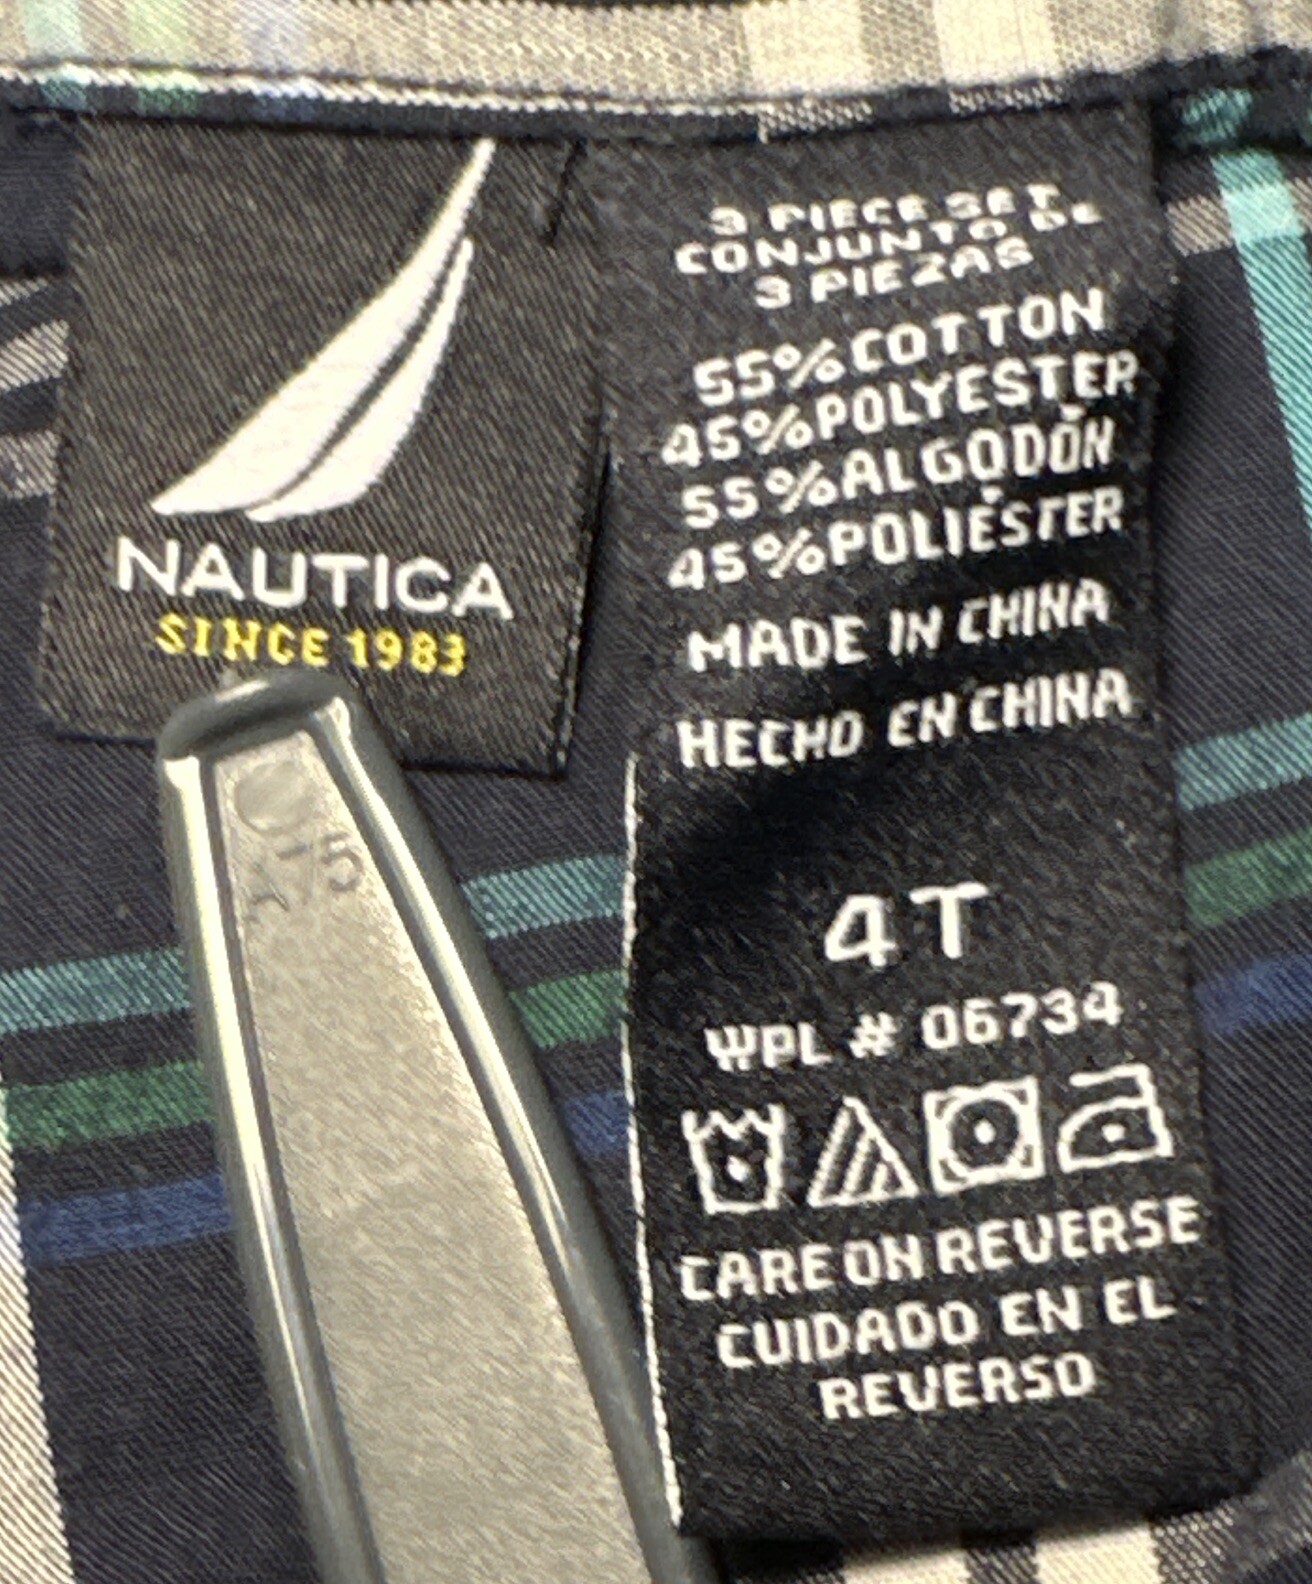 NAUTICA
SINCE 1983
3 PIECE SET
CONJUNTO DE
3 PIEZAS
55% COTTON
45% POLYESTER
55% ALGODÓN
45% POLIÉSTER
MADE IN CHINA
HECHO EN CHINA
4T
WPL # 06734
CARE ON REVERSE
CUIDADO EN EL
REVERSO